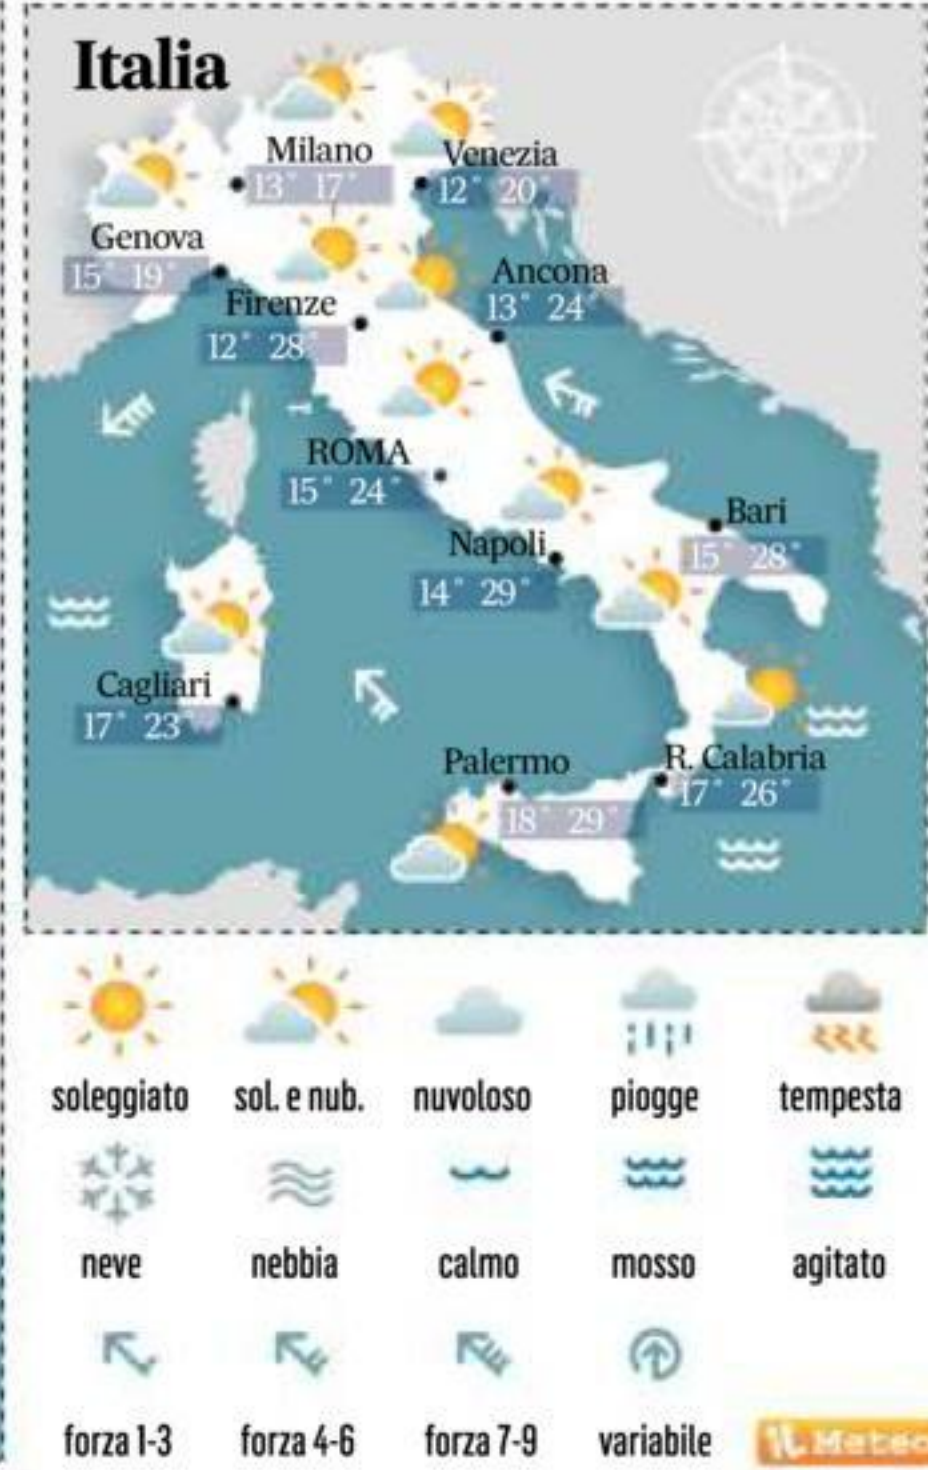 Italia
Milano
13° 17°
Venezia
12° 20°
Genova
15° 19°
Ancona
13° 24°
Firenze
12° 28°
ROMA
15° 24°
Bari
15° 28°
Napoli
14° 29°
Cagliari
17° 23°
Palermo
18° 29°
R. Calabria
17° 26°
soleggiato sol. e nub. nuvoloso piogge tempesta
neve nebbia calmo mosso agitato
forza 1-3 forza 4-6 forza 7-9 variabile
iL Meteo